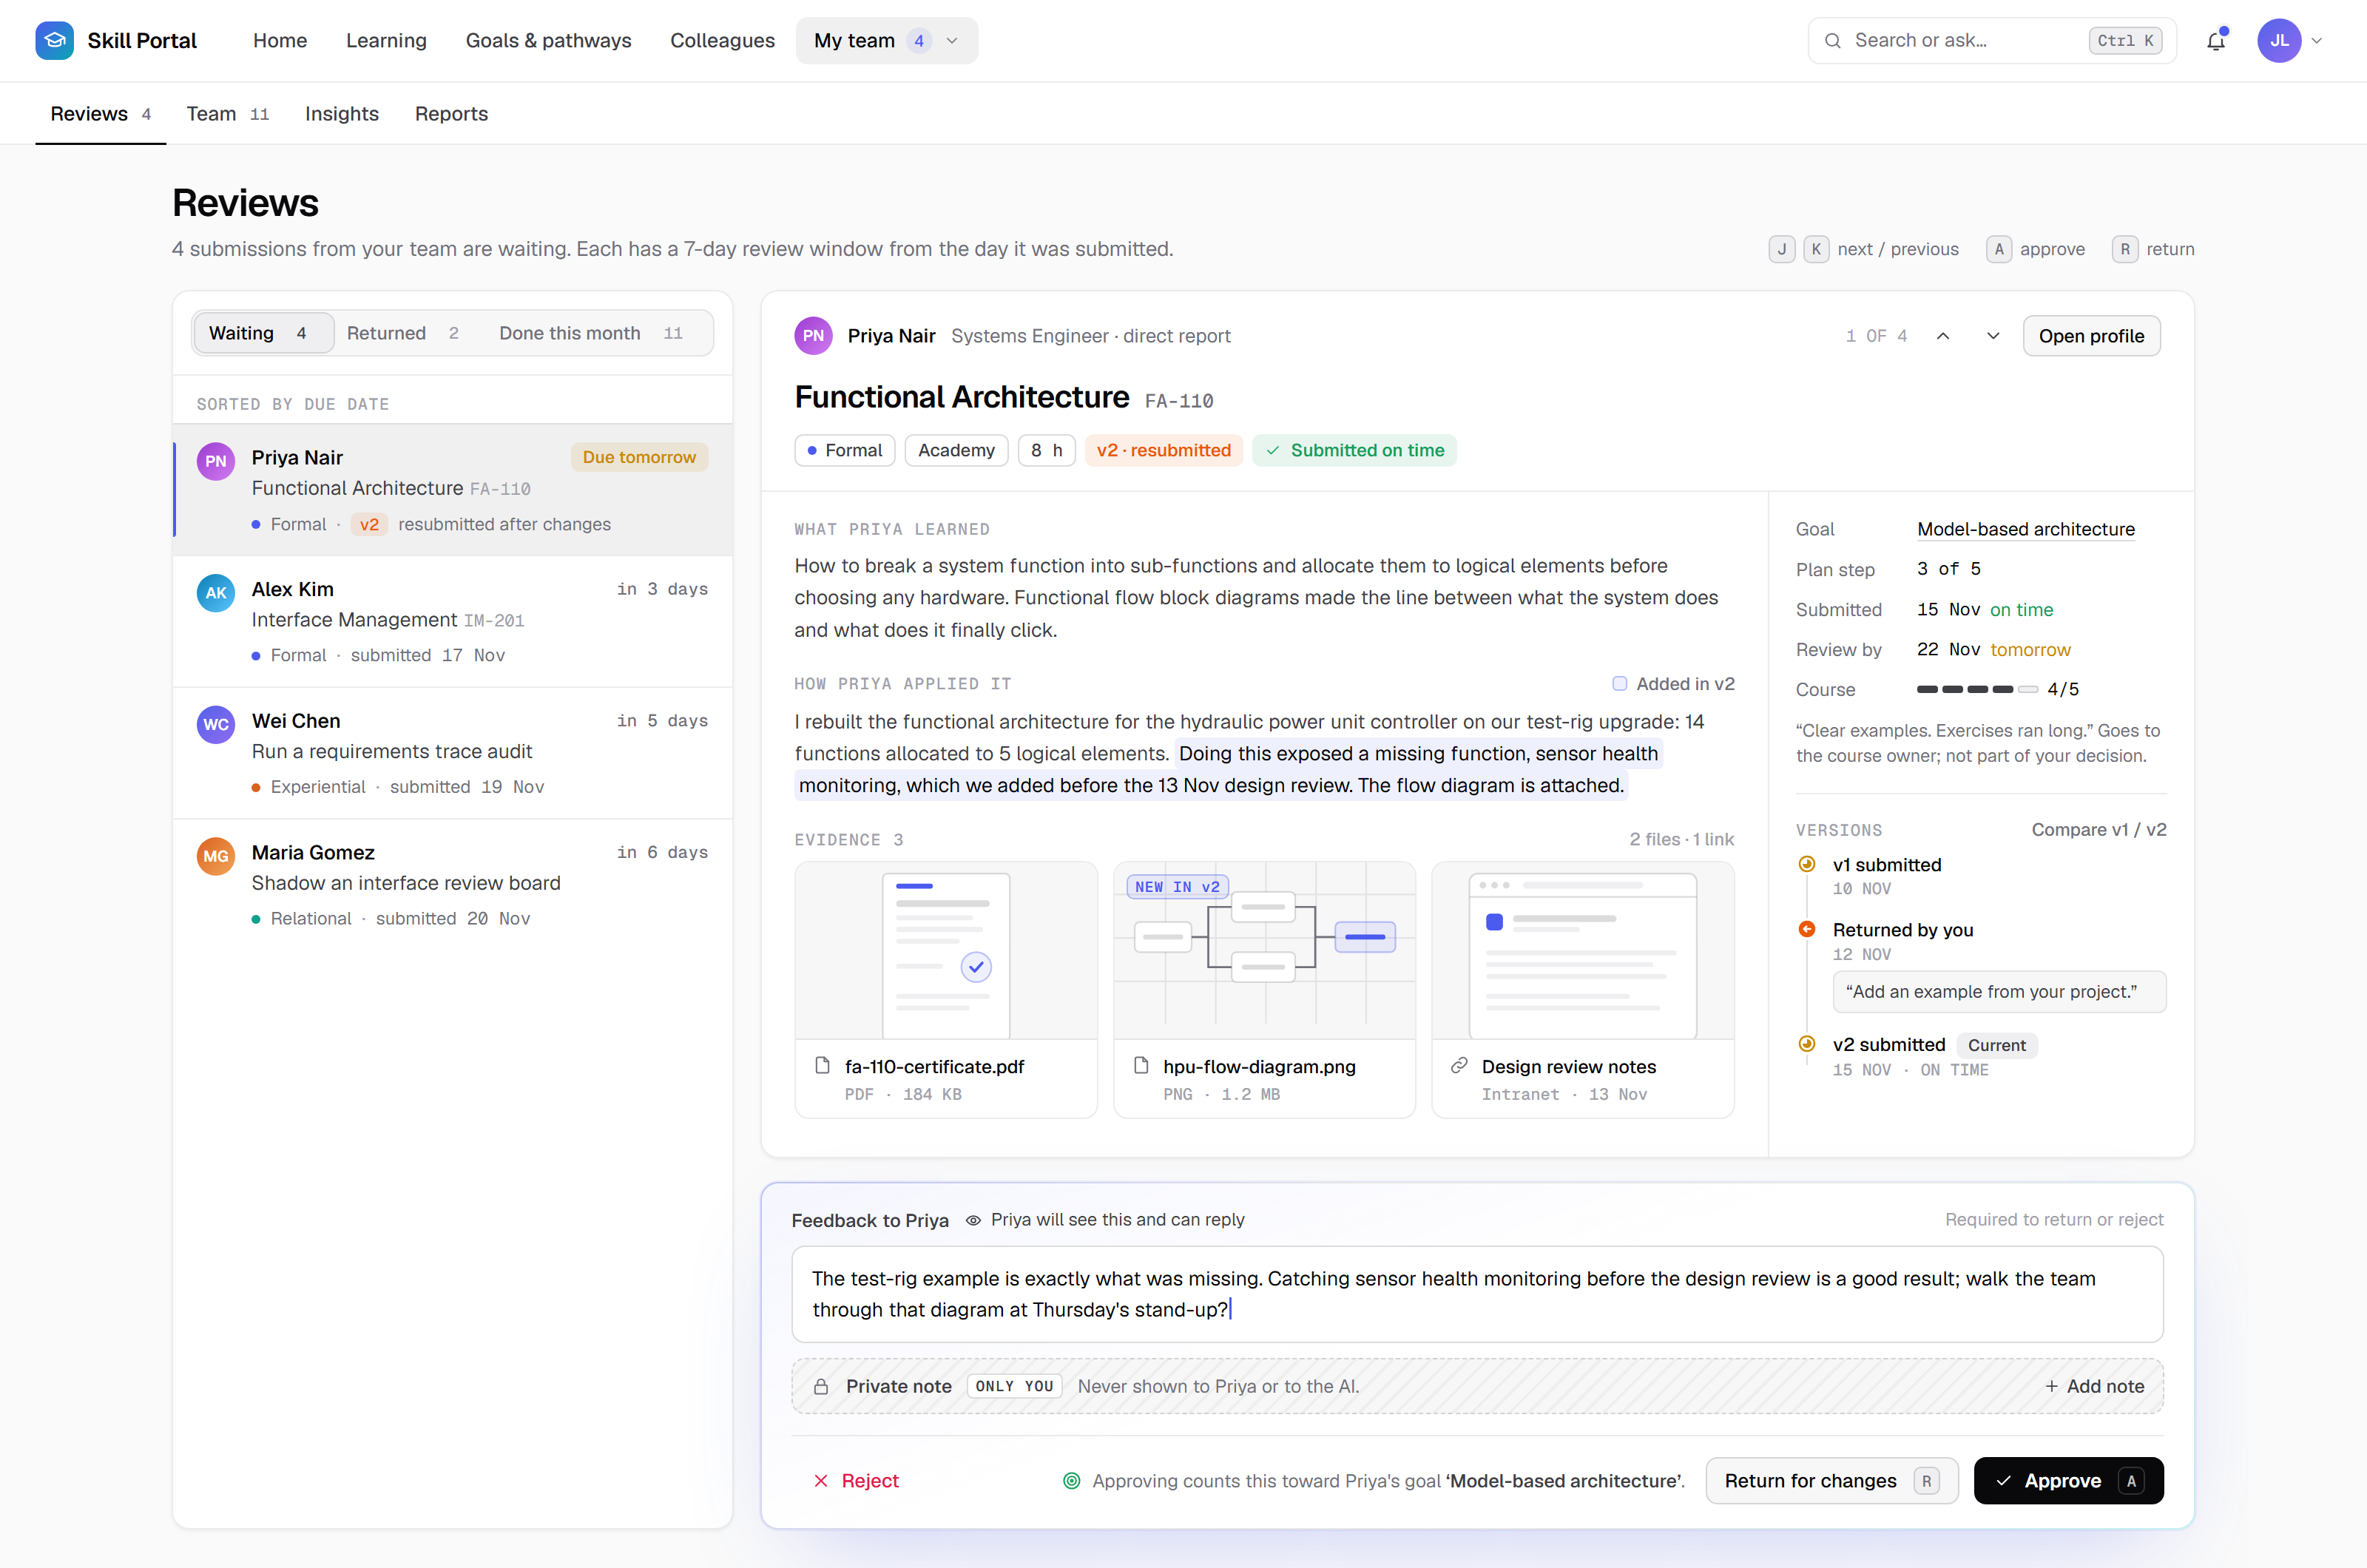 Skill Portal
Home
Learning
Goals & pathways
Colleagues
My team 4
Search or ask...
Ctrl K
JL
Reviews 4
Team 11
Insights
Reports
Reviews
4 submissions from your team are waiting. Each has a 7-day review window from the day it was submitted.
J K next / previous
A approve
R return
Waiting 4
Returned 2
Done this month 11
SORTED BY DUE DATE
PN
Priya Nair
Due tomorrow
Functional Architecture FA-110
Formal · v2 resubmitted after changes
AK
Alex Kim
in 3 days
Interface Management IM-201
Formal · submitted 17 Nov
WC
Wei Chen
in 5 days
Run a requirements trace audit
Experiential · submitted 19 Nov
MG
Maria Gomez
in 6 days
Shadow an interface review board
Relational · submitted 20 Nov
PN
Priya Nair
Systems Engineer · direct report
1 OF 4
Open profile
Functional Architecture FA-110
Formal
Academy
8 h
v2 · resubmitted
Submitted on time
WHAT PRIYA LEARNED
How to break a system function into sub-functions and allocate them to logical elements before
choosing any hardware. Functional flow block diagrams made the line between what the system does
and what does it finally click.
HOW PRIYA APPLIED IT
Added in v2
I rebuilt the functional architecture for the hydraulic power unit controller on our test-rig upgrade: 14
functions allocated to 5 logical elements. Doing this exposed a missing function, sensor health
monitoring, which we added before the 13 Nov design review. The flow diagram is attached.
EVIDENCE 3
2 files · 1 link
NEW IN v2
fa-110-certificate.pdf
PDF · 184 KB
hpu-flow-diagram.png
PNG · 1.2 MB
Design review notes
Intranet · 13 Nov
Goal Model-based architecture
Plan step 3 of 5
Submitted 15 Nov on time
Review by 22 Nov tomorrow
Course 4/5
“Clear examples. Exercises ran long.” Goes to
the course owner; not part of your decision.
VERSIONS
Compare v1 / v2
v1 submitted
10 NOV
Returned by you
12 NOV
“Add an example from your project.”
v2 submitted Current
15 NOV · ON TIME
Feedback to Priya
Priya will see this and can reply
Required to return or reject
The test-rig example is exactly what was missing. Catching sensor health monitoring before the design review is a good result; walk the team
through that diagram at Thursday's stand-up?
Private note
ONLY YOU
Never shown to Priya or to the AI.
+ Add note
Reject
Approving counts this toward Priya's goal ‘Model-based architecture’.
Return for changes R
Approve A